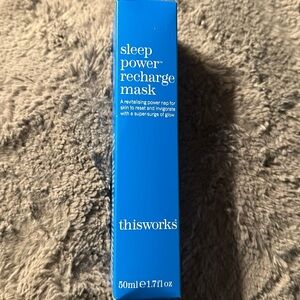 sleep
power™
recharge
mask
A revitalising power nap for
skin to reset and invigorate
with a super-surge of glow
thisworks®
50ml ℮ 1.7fl oz